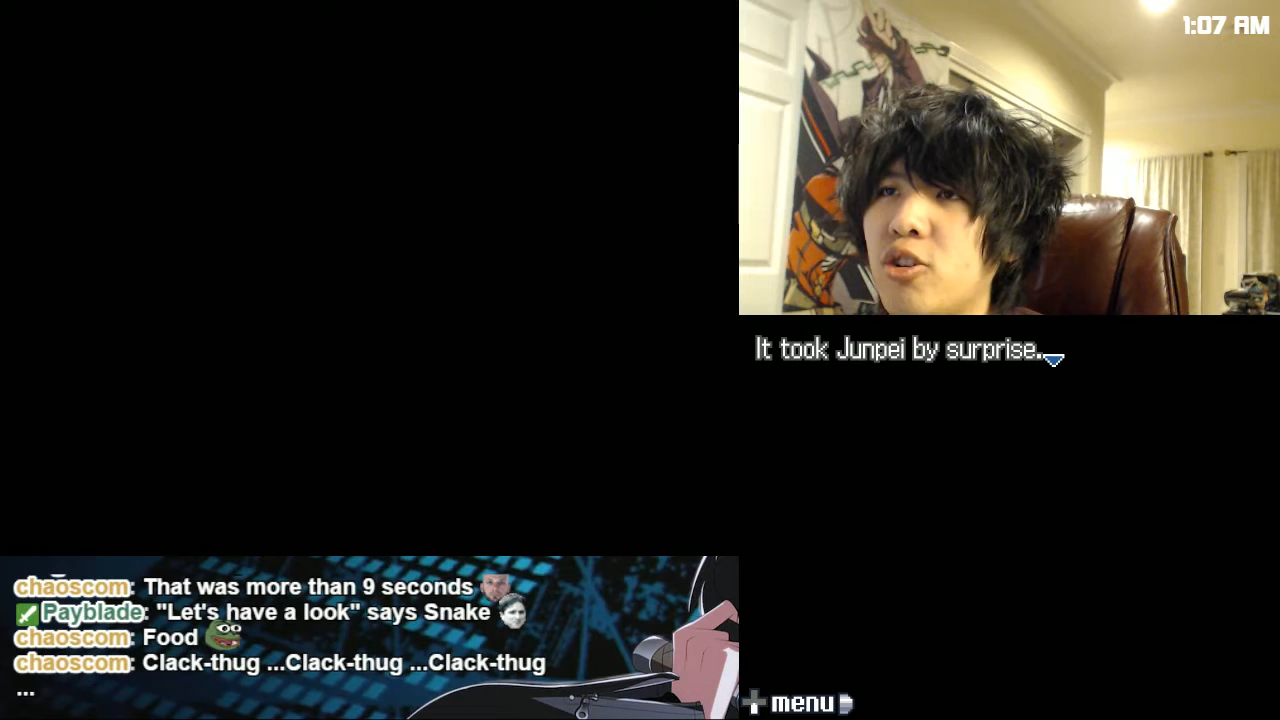 1:07 AM
It took Junpei by surprise.
chaoscom: That was more than 9 seconds
Payblade: "Let's have a look" says Snake
chaoscom: Food
chaoscom: Clack-thug ...Clack-thug ...Clack-thug
...
menu